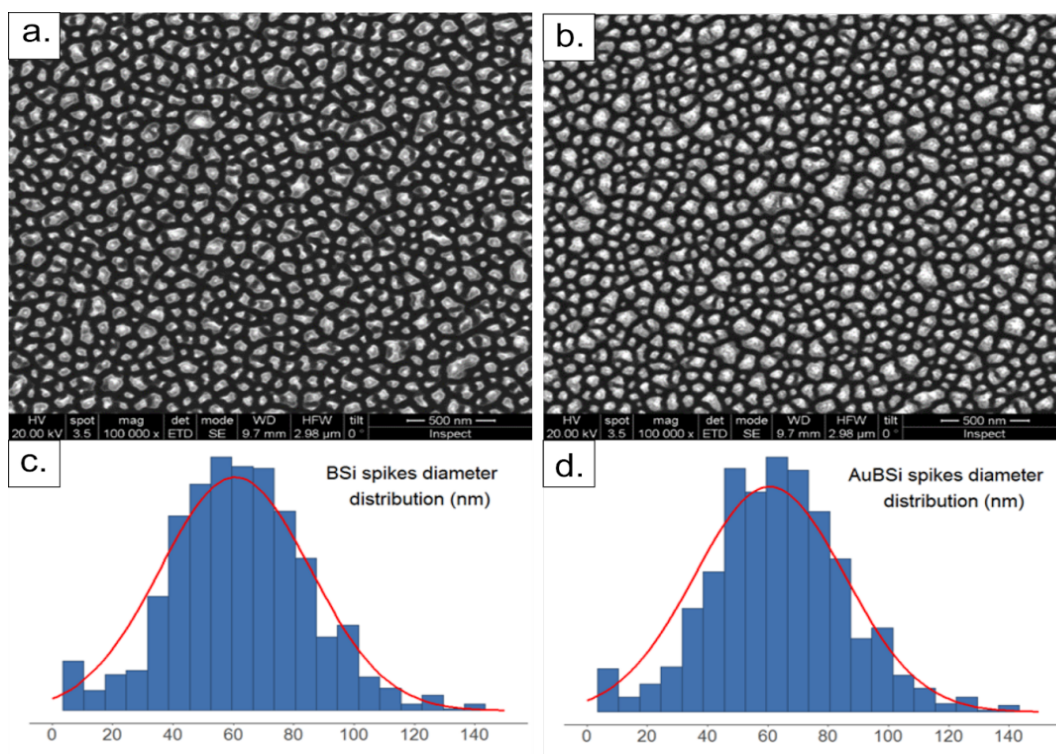 a.
b.
HV spot mag det mode WD HFW tilt
20.00 kV 3.5 100 000 x ETD SE 9.7 mm 2.98 µm 0°
500 nm
Inspect
HV spot mag det mode WD HFW tilt
20.00 kV 3.5 100 000 x ETD SE 9.7 mm 2.98 µm 0°
500 nm
Inspect
c.
BSi spikes diameter
distribution (nm)
0 20 40 60 80 100 120 140
d.
AuBSi spikes diameter
distribution (nm)
0 20 40 60 80 100 120 140